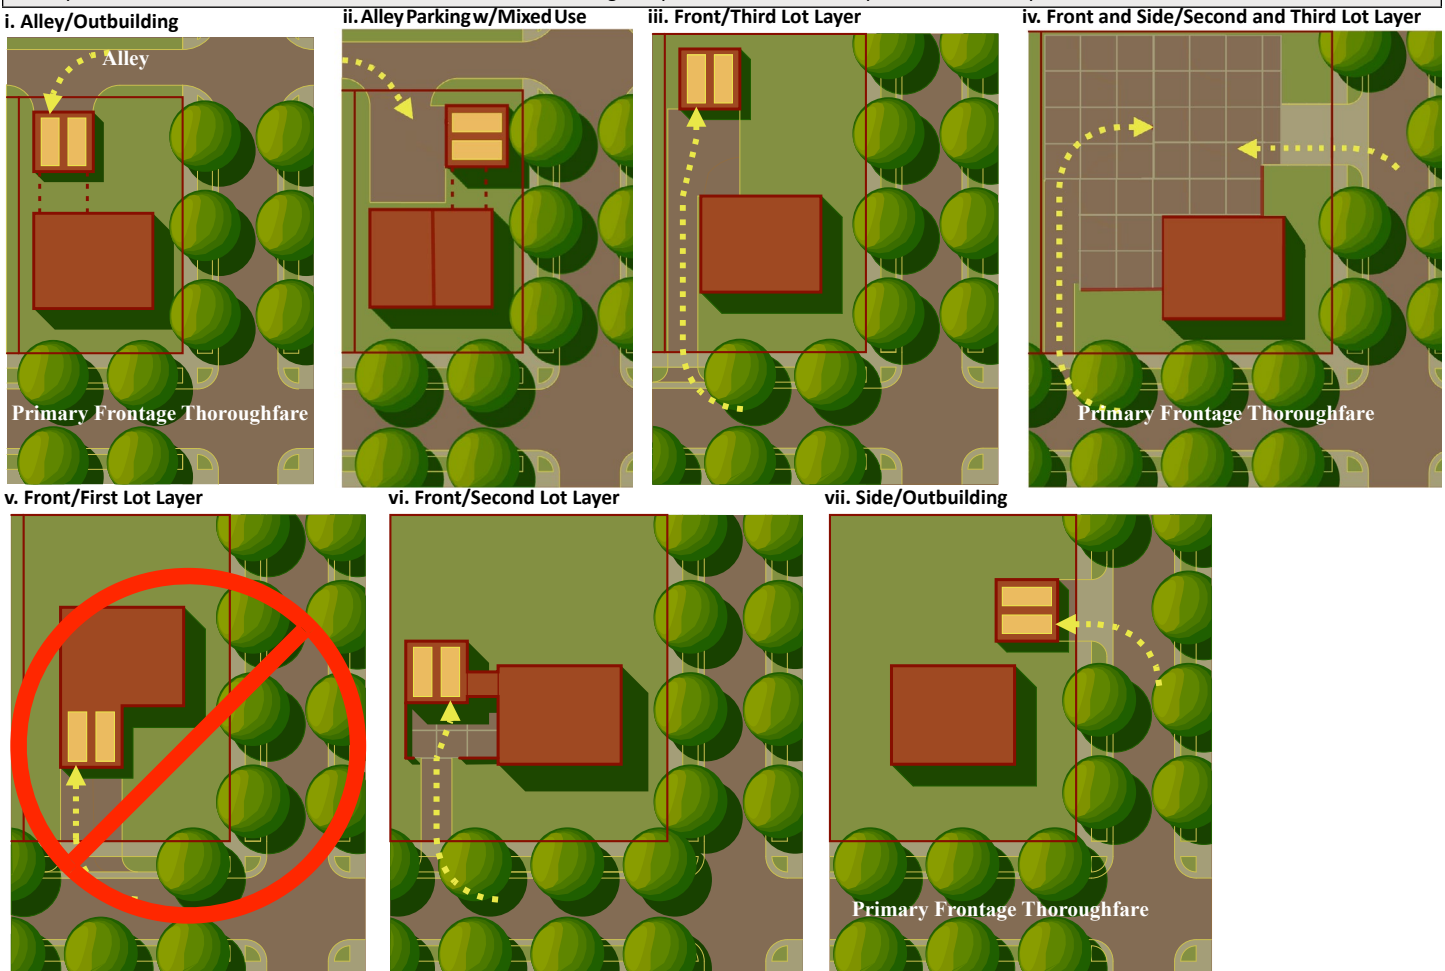 i. Alley/Outbuilding
ii. Alley Parking w/Mixed Use
iii. Front/Third Lot Layer
iv. Front and Side/Second and Third Lot Layer
Alley
Primary Frontage Thoroughfare
Primary Frontage Thoroughfare
v. Front/First Lot Layer
vi. Front/Second Lot Layer
vii. Side/Outbuilding
Primary Frontage Thoroughfare